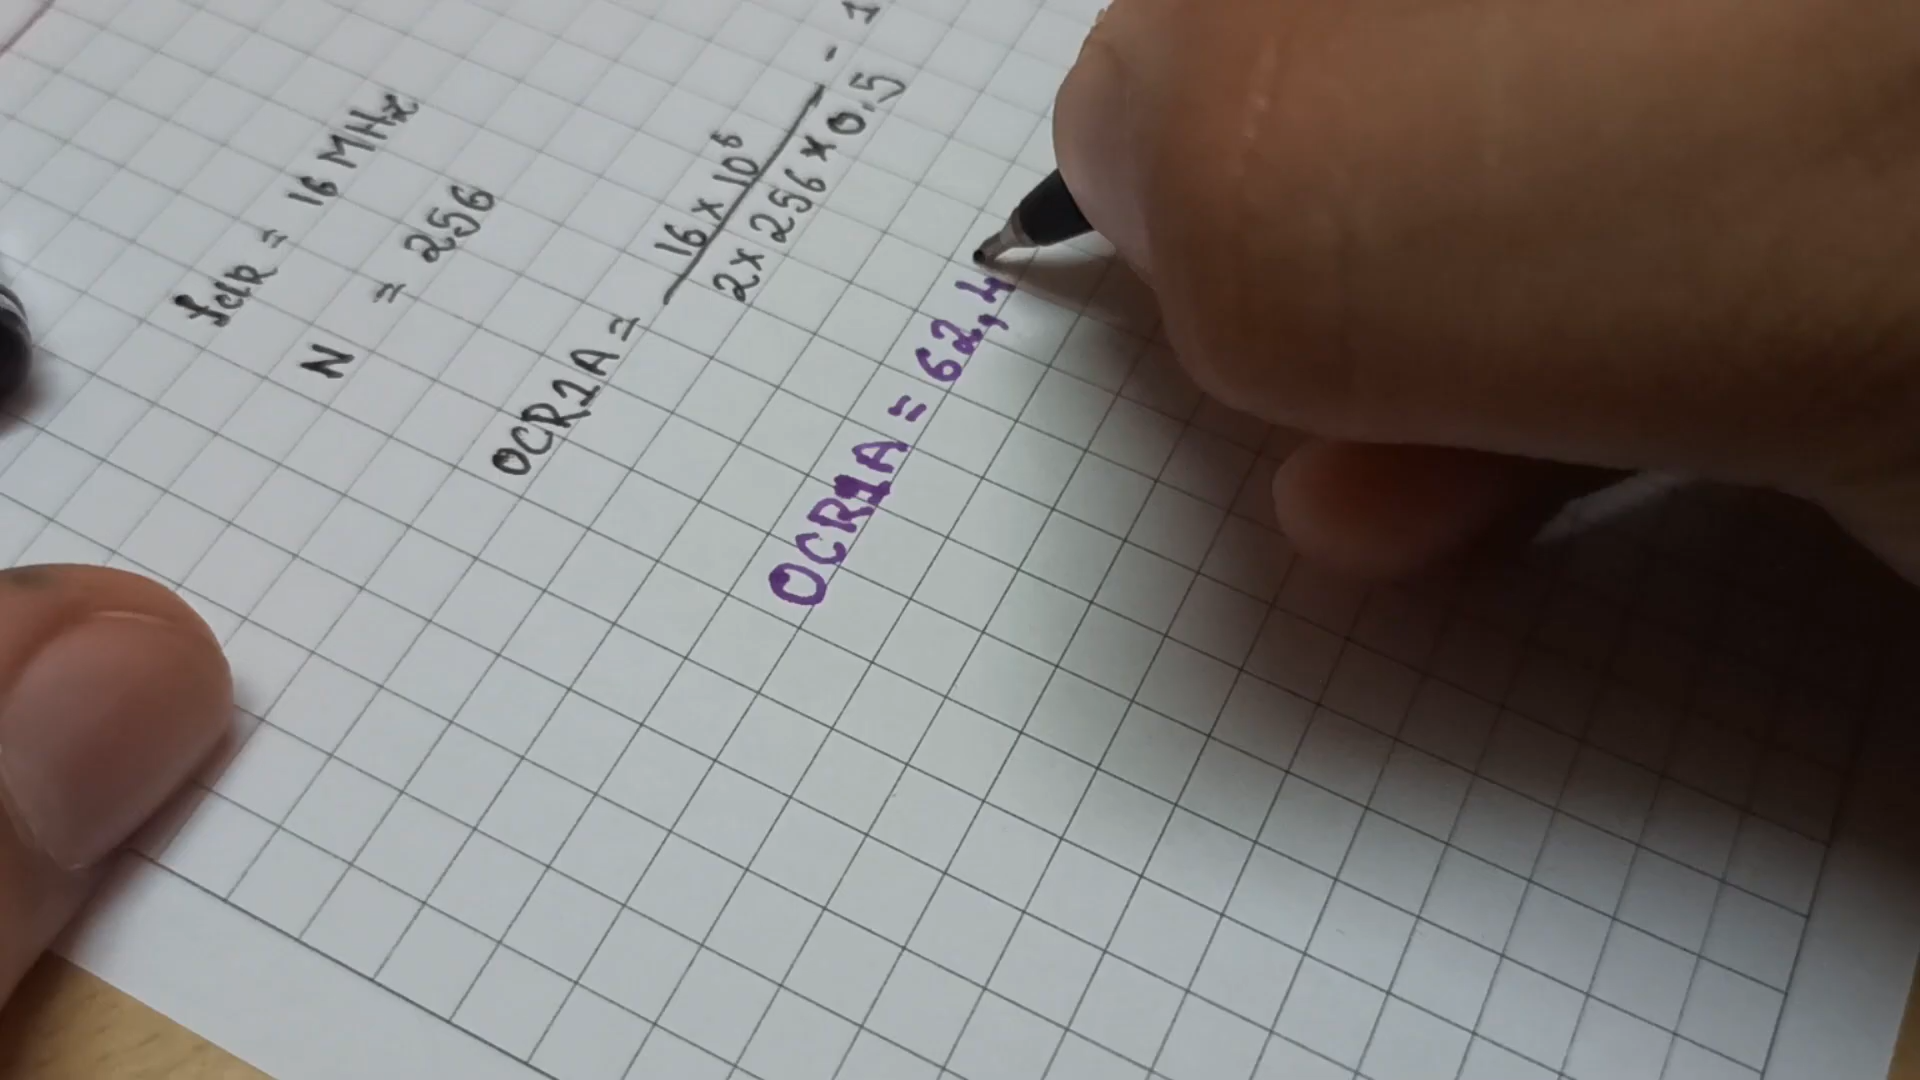 fclk = 16 MHz
N = 256
OCR1A = 16 x 10⁶ / 2 x 256 x 0.5 - 1
OCR1A = 62,4